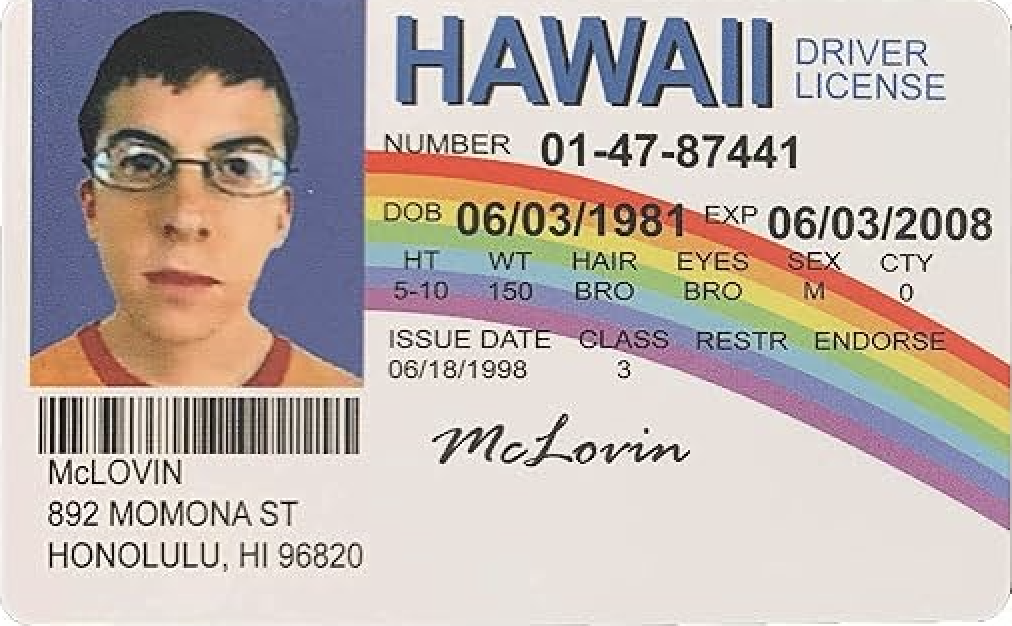 HAWAII DRIVER LICENSE
NUMBER 01-47-87441
DOB 06/03/1981 EXP 06/03/2008
HT WT HAIR EYES SEX CTY
5-10 150 BRO BRO M 0
ISSUE DATE CLASS RESTR ENDORSE
06/18/1998 3
McLovin
McLOVIN
892 MOMONA ST
HONOLULU, HI 96820